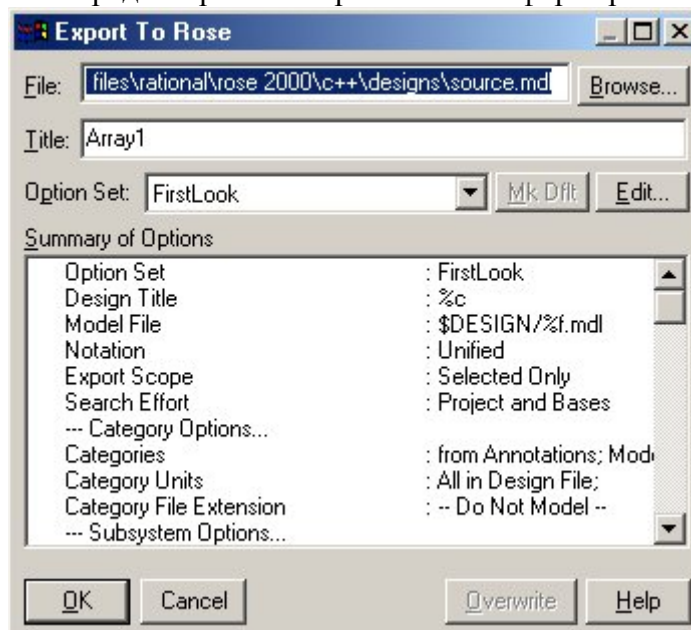 Export To Rose
File: files\rational\rose 2000\c++\designs\source.mdl Browse...
Title: Array1
Option Set: FirstLook Mk Dflt Edit...
Summary of Options
Option Set : FirstLook
Design Title : %c
Model File : $DESIGN/%f.mdl
Notation : Unified
Export Scope : Selected Only
Search Effort : Project and Bases
--- Category Options...
Categories : from Annotations; Mod
Category Units : All in Design File;
Category File Extension : -- Do Not Model --
--- Subsystem Options...
OK Cancel Overwrite Help